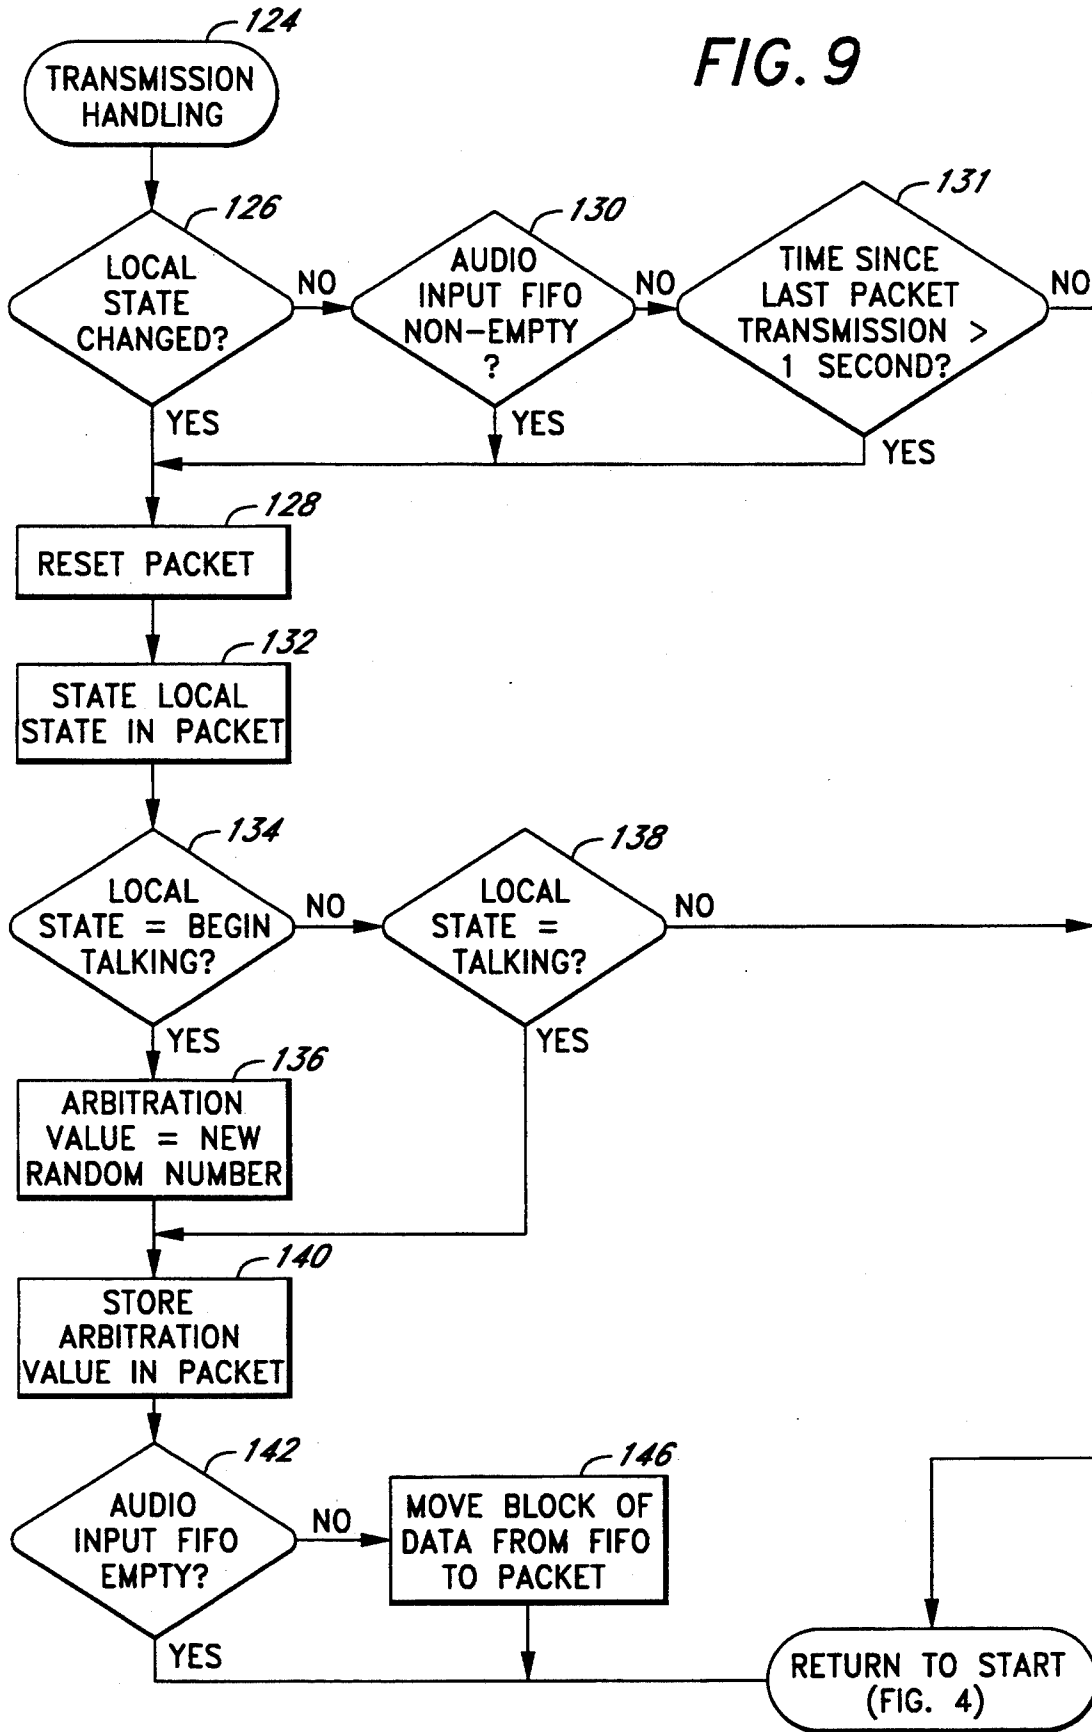 124
FIG. 9
TRANSMISSION
HANDLING
126
LOCAL
STATE
CHANGED?
NO
130
AUDIO
INPUT FIFO
NON-EMPTY
?
NO
131
TIME SINCE
LAST PACKET
TRANSMISSION >
1 SECOND?
NO
YES
YES
YES
128
RESET PACKET
132
STATE LOCAL
STATE IN PACKET
134
LOCAL
STATE = BEGIN
TALKING?
NO
138
LOCAL
STATE =
TALKING?
NO
YES
YES
136
ARBITRATION
VALUE = NEW
RANDOM NUMBER
140
STORE
ARBITRATION
VALUE IN PACKET
142
AUDIO
INPUT FIFO
EMPTY?
NO
146
MOVE BLOCK OF
DATA FROM FIFO
TO PACKET
YES
RETURN TO START
(FIG. 4)